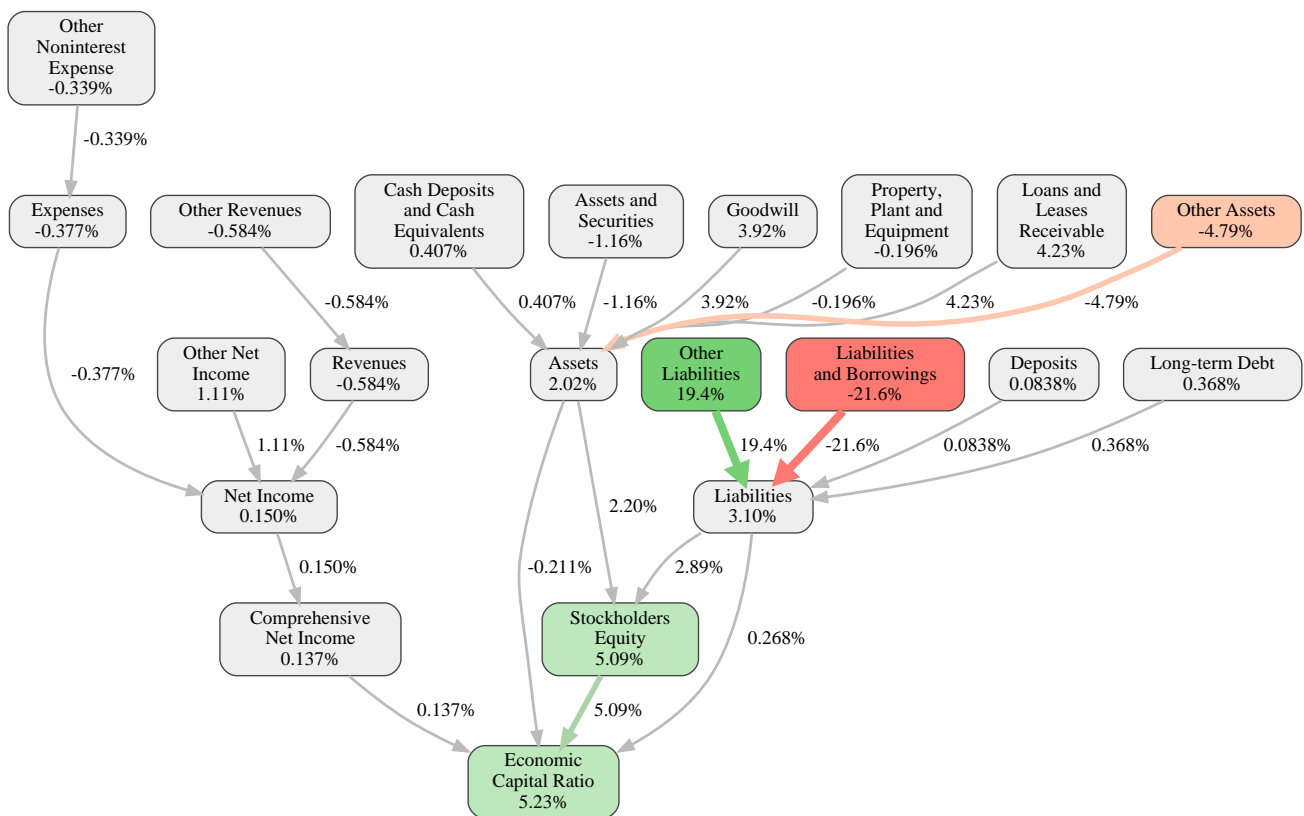 Other
Noninterest
Expense
-0.339%
-0.339%
Expenses
-0.377%
Other Revenues
-0.584%
Cash Deposits
and Cash
Equivalents
0.407%
Assets and
Securities
-1.16%
Goodwill
3.92%
Property,
Plant and
Equipment
-0.196%
Loans and
Leases
Receivable
4.23%
Other Assets
-4.79%
-0.584%
0.407%
-1.16%
3.92%
-0.196%
4.23%
-4.79%
-0.377%
Other Net
Income
1.11%
Revenues
-0.584%
Assets
2.02%
Other
Liabilities
19.4%
Liabilities
and Borrowings
-21.6%
Deposits
0.0838%
Long-term Debt
0.368%
1.11%
-0.584%
19.4%
-21.6%
0.0838%
0.368%
Net Income
0.150%
2.20%
Liabilities
3.10%
0.150%
-0.211%
2.89%
Comprehensive
Net Income
0.137%
Stockholders
Equity
5.09%
0.268%
0.137%
5.09%
Economic
Capital Ratio
5.23%